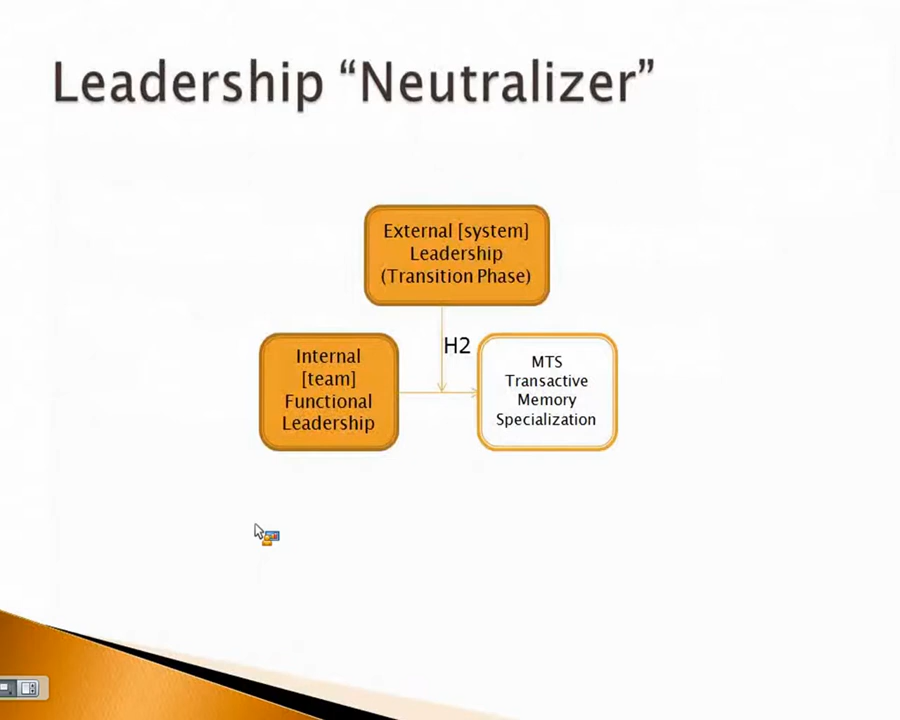 Leadership “Neutralizer”
External [system]
Leadership
(Transition Phase)
H2
Internal
[team]
Functional
Leadership
MTS
Transactive
Memory
Specialization